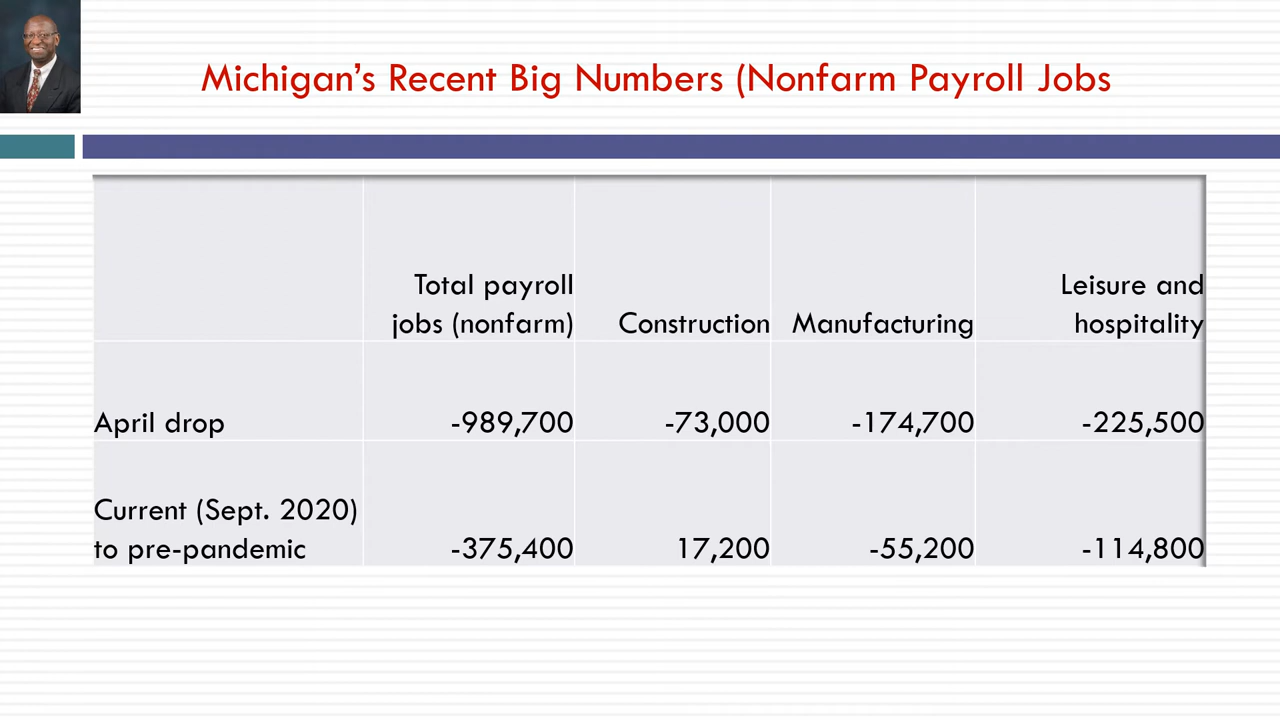 Michigan's Recent Big Numbers (Nonfarm Payroll Jobs
Total payroll
jobs (nonfarm)
Construction
Manufacturing
Leisure and
hospitality
April drop
-989,700
-73,000
-174,700
-225,500
Current (Sept. 2020)
to pre-pandemic
-375,400
17,200
-55,200
-114,800